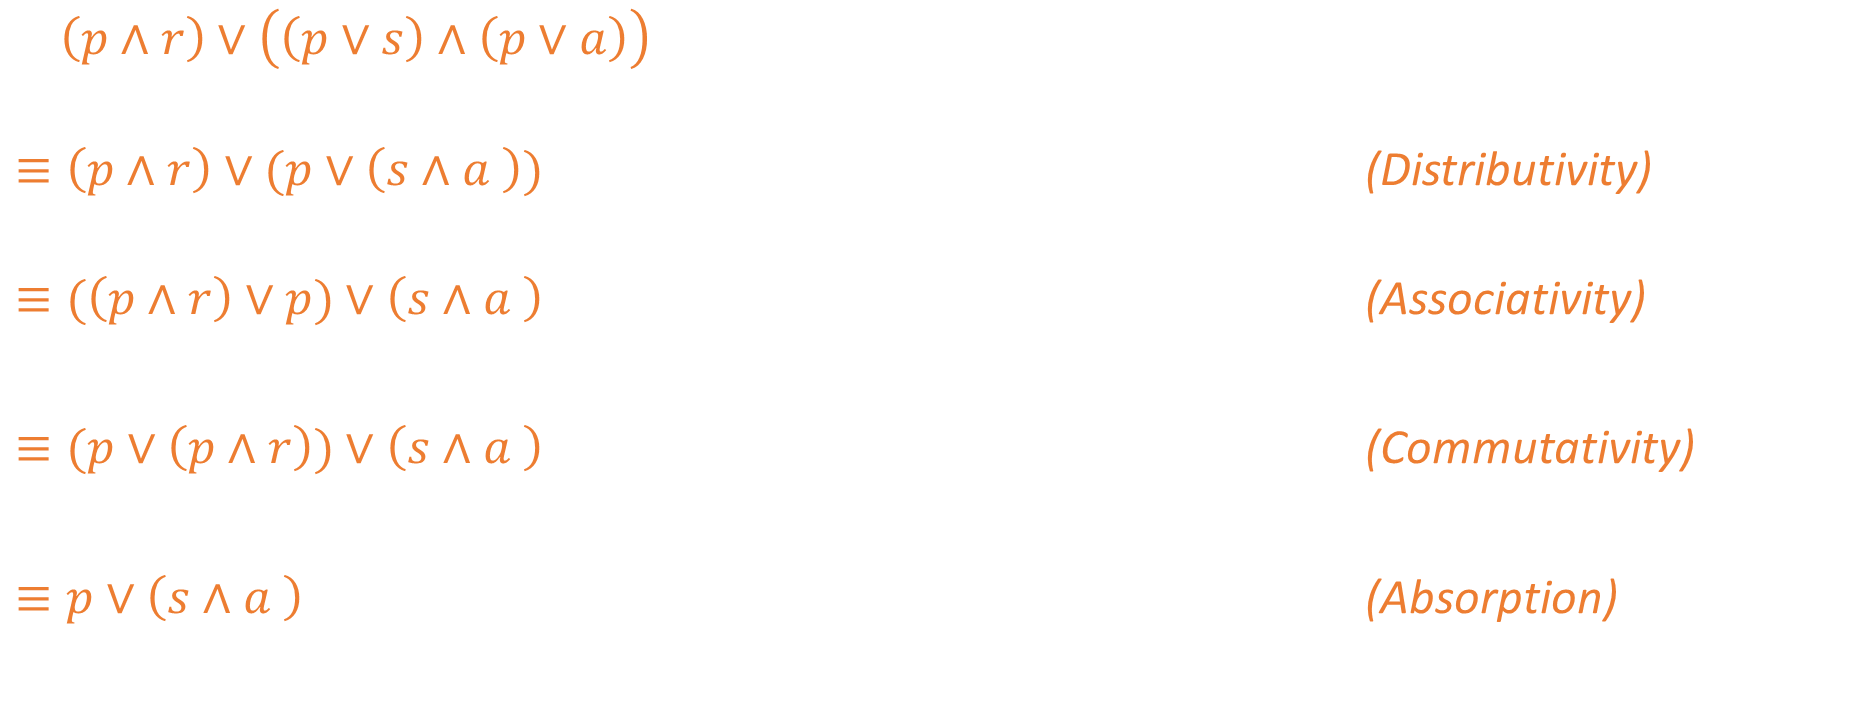 (p ∧ r) ∨ ((p ∨ s) ∧ (p ∨ a))
≡ (p ∧ r) ∨ (p ∨ (s ∧ a )) (Distributivity)
≡ ((p ∧ r) ∨ p) ∨ (s ∧ a ) (Associativity)
≡ (p ∨ (p ∧ r)) ∨ (s ∧ a ) (Commutativity)
≡ p ∨ (s ∧ a ) (Absorption)